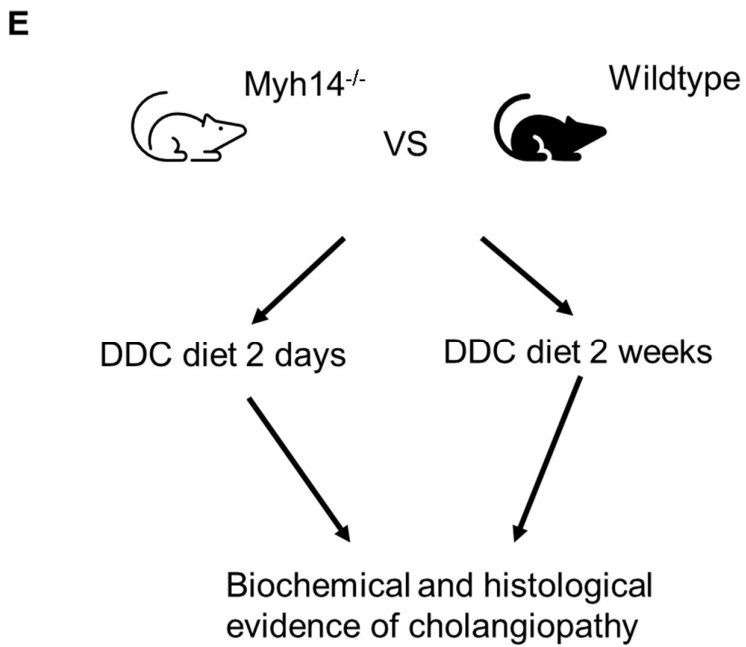 E
Myh14-/-
Wildtype
VS
DDC diet 2 days
DDC diet 2 weeks
Biochemical and histological
evidence of cholangiopathy